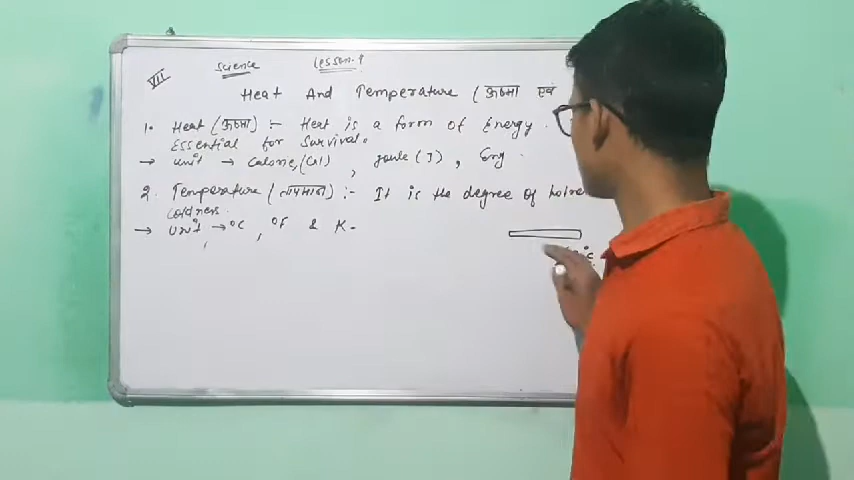 VII Science Lesson-9
Heat And Temperature (ऊष्मा एवं
1. Heat (ऊष्मा) :- Heat is a form of Energy.
Essential for Survival.
→ Unit → Calorie, (Cal), Joule (J), Erg.
2. Temperature (तापमान) :- It is the degree of
coldness.
→ Unit → °C, °F & K.